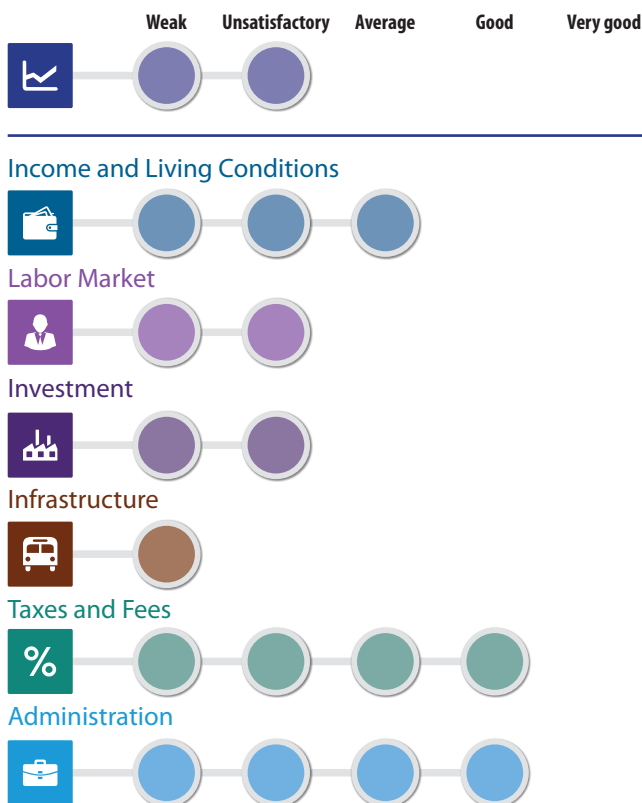 Weak Unsatisfactory Average Good Very good
Income and Living Conditions
Labor Market
Investment
Infrastructure
Taxes and Fees
%
Administration